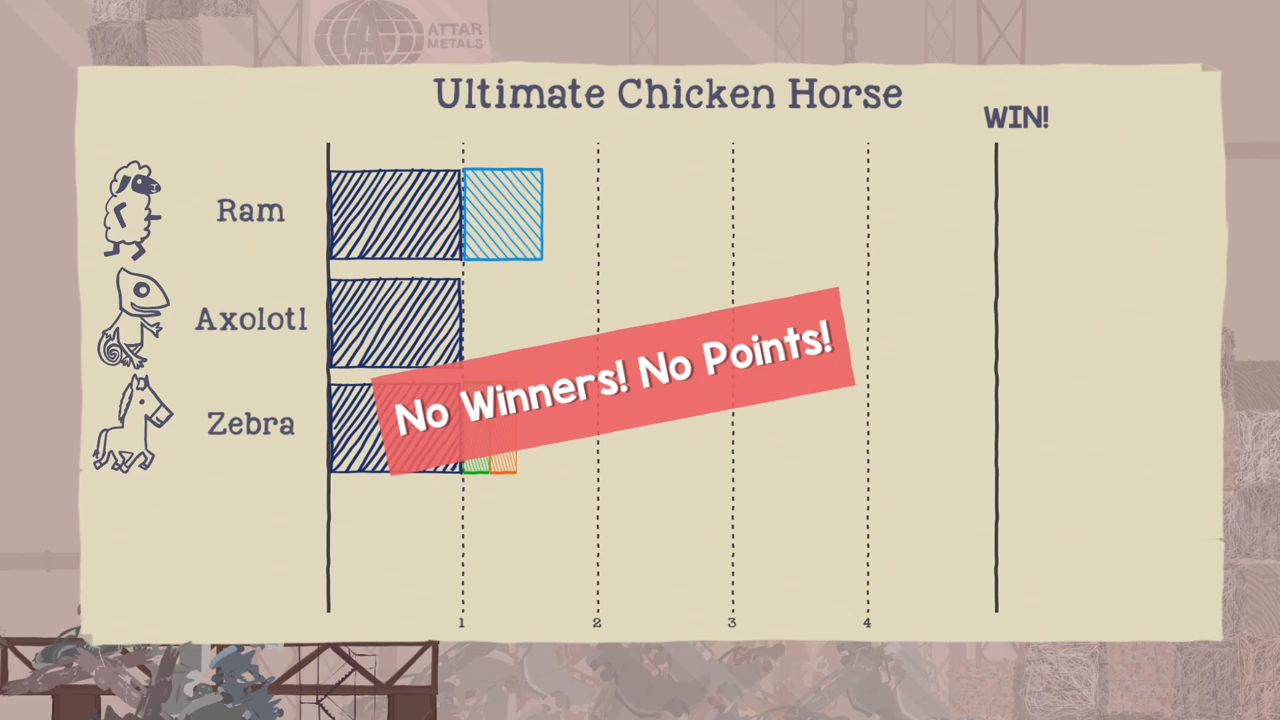 ATTAR
METALS
Ultimate Chicken Horse
WIN!
Ram
Axolotl
Zebra
No Winners! No Points!
1
2
3
4